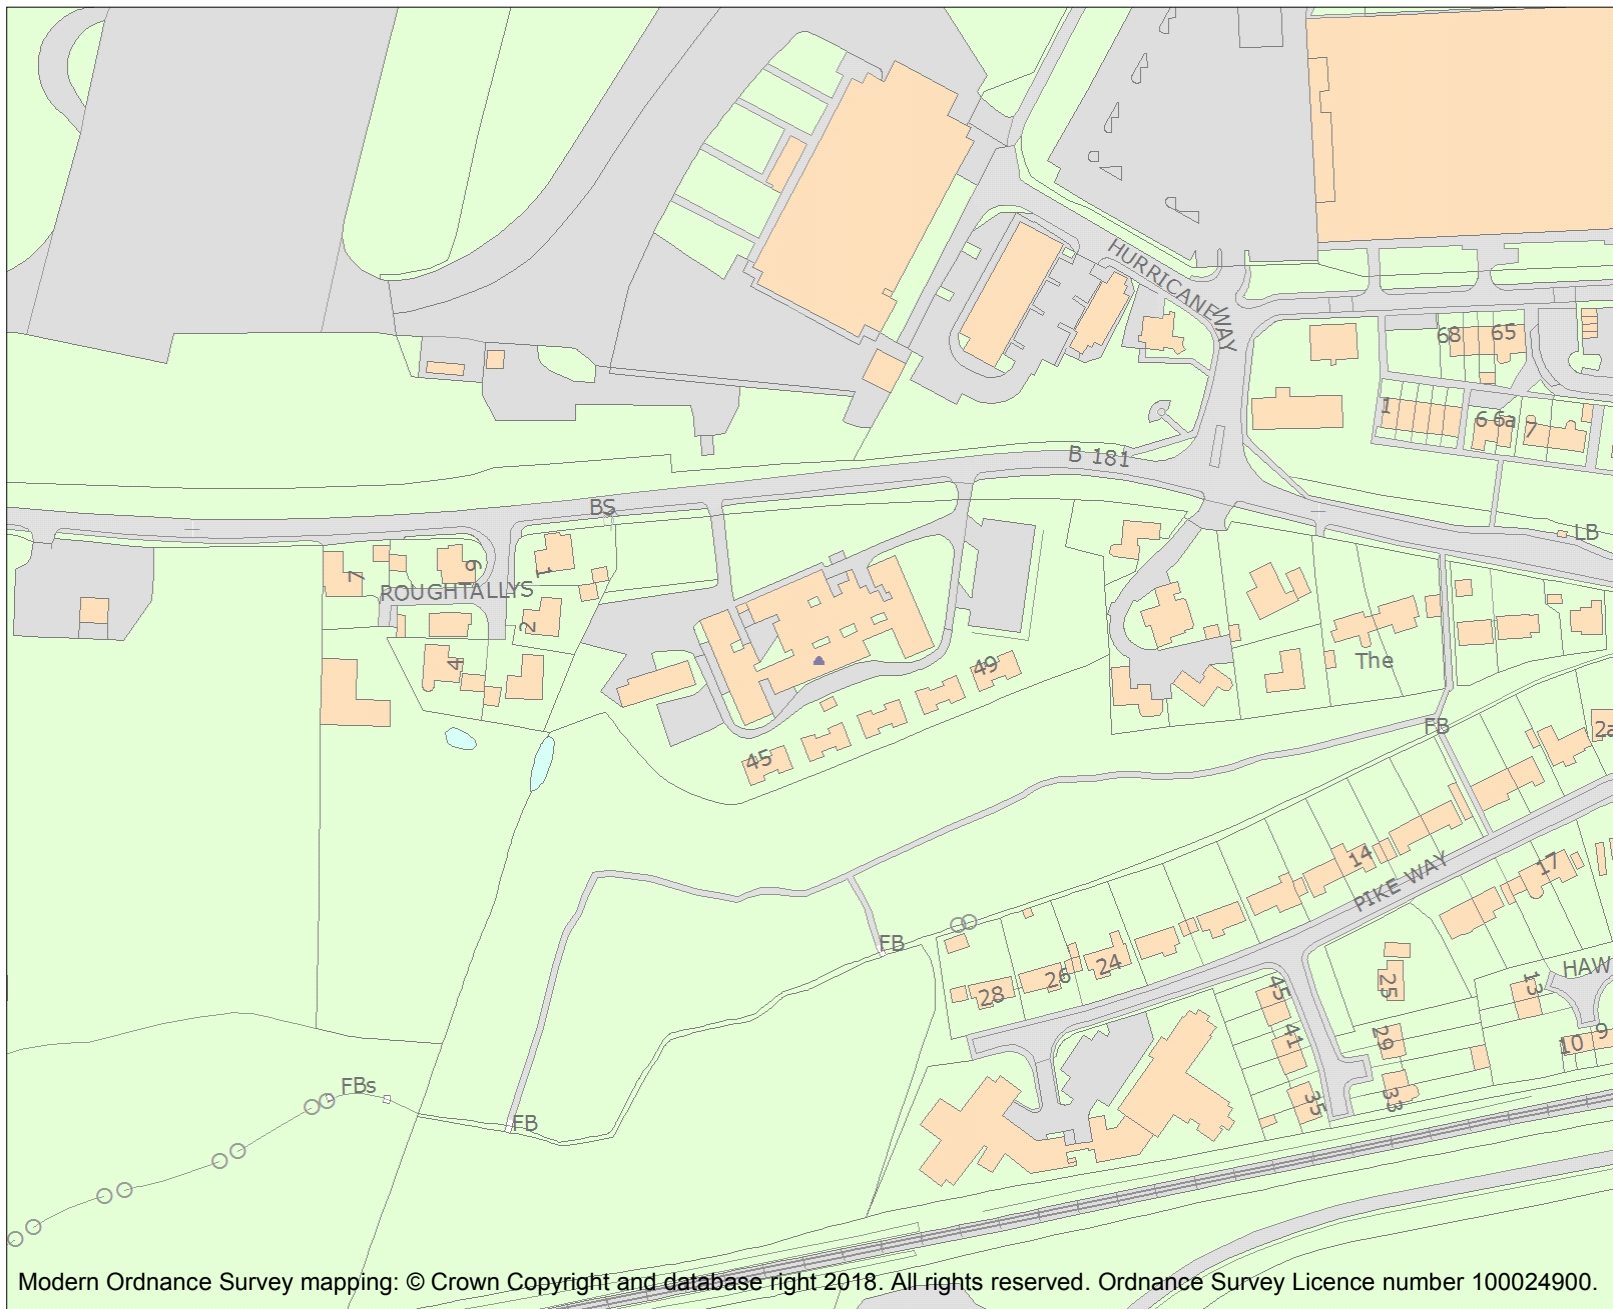 HURRICANE WAY
68
65
1
6
6a
7
B 181
BS
LB
7
6
1
ROUGHTALLYS
2
4
49
The
45
FB
2a
14
17
PIKE WAY
FB
28
26
24
45
25
13
HAW
41
29
10
9
FBs
35
33
FB
Modern Ordnance Survey mapping: © Crown Copyright and database right 2018. All rights reserved. Ordnance Survey Licence number 100024900.